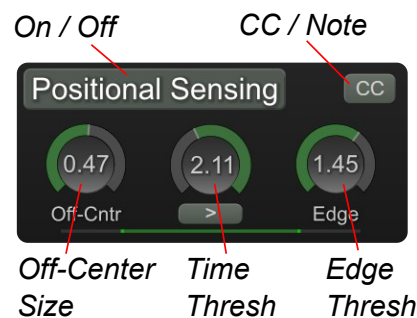 On / Off CC / Note
Positional Sensing CC
0.47 2.11 1.45
Off-Cntr > Edge
Off-Center Time Edge
Size Thresh Thresh